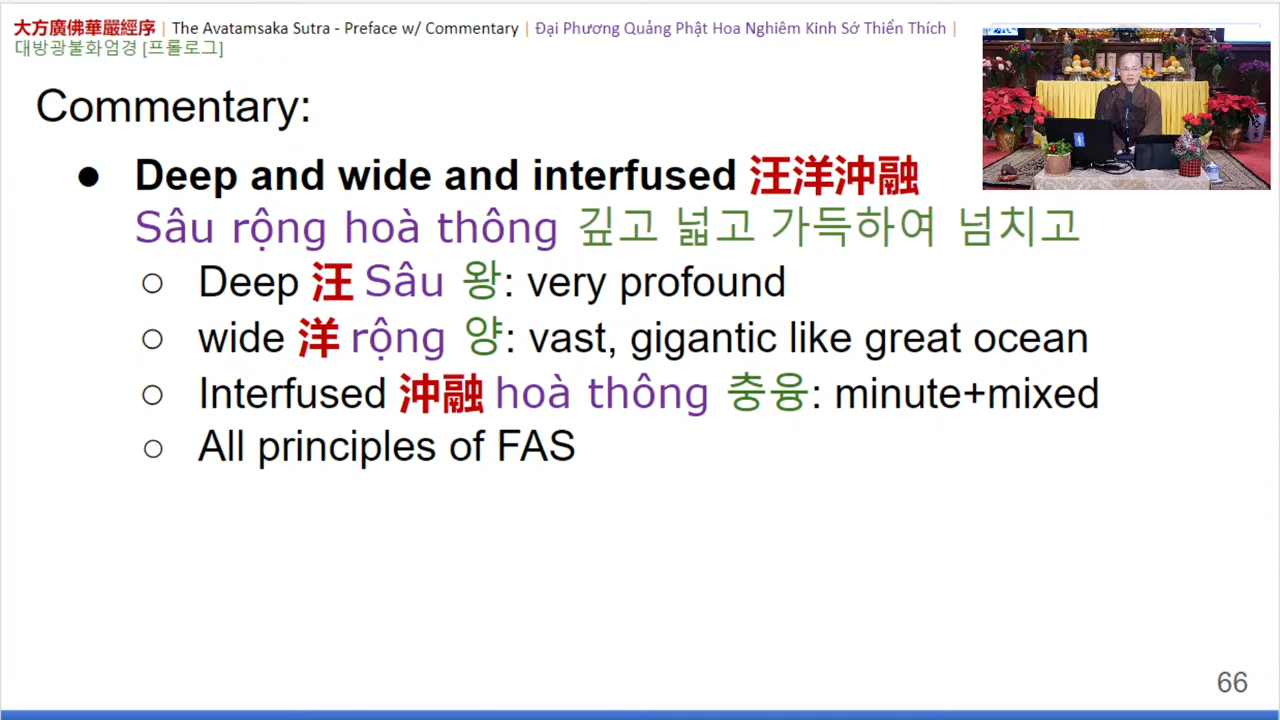 大方廣佛華嚴經序 | The Avatamsaka Sutra - Preface w/ Commentary | Đại Phương Quảng Phật Hoa Nghiêm Kinh Sớ Thiển Thích |
대방광불화엄경 [프롤로그]
Commentary:
● Deep and wide and interfused 汪洋沖融
Sâu rộng hoà thông 깊고 넓고 가득하여 넘치고
○ Deep 汪 Sâu 왕: very profound
○ wide 洋 rộng 양: vast, gigantic like great ocean
○ Interfused 沖融 hoà thông 충융: minute+mixed
○ All principles of FAS
66